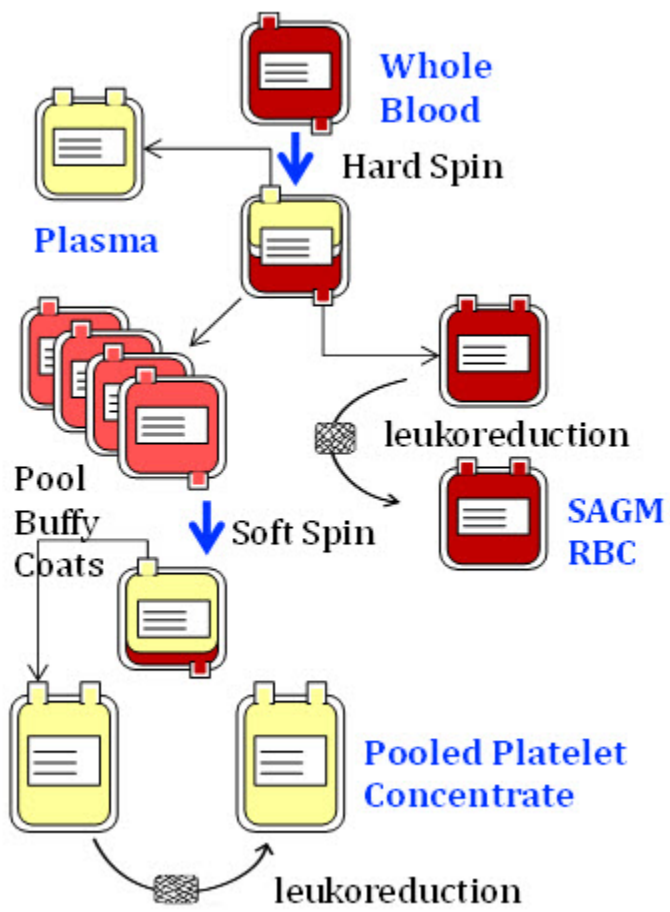 Whole
Blood
Hard Spin
Plasma
leukoreduction
SAGM
RBC
Pool
Buffy
Coats
Soft Spin
Pooled Platelet
Concentrate
leukoreduction